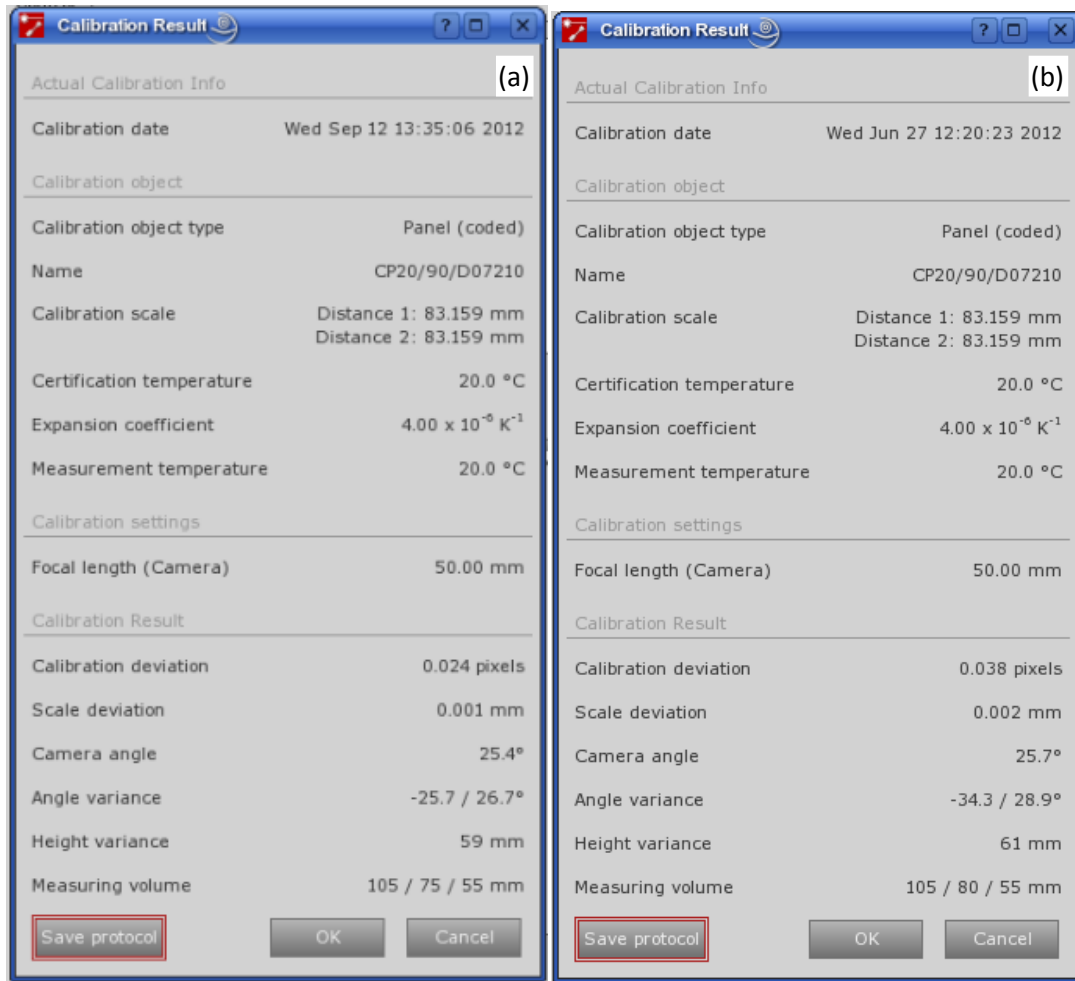 Calibration Result
(a)
Actual Calibration Info
Calibration date Wed Sep 12 13:35:06 2012
Calibration object
Calibration object type Panel (coded)
Name CP20/90/D07210
Calibration scale Distance 1: 83.159 mm
Distance 2: 83.159 mm
Certification temperature 20.0 °C
Expansion coefficient 4.00 x 10⁻⁶ K⁻¹
Measurement temperature 20.0 °C
Calibration settings
Focal length (Camera) 50.00 mm
Calibration Result
Calibration deviation 0.024 pixels
Scale deviation 0.001 mm
Camera angle 25.4°
Angle variance -25.7 / 26.7°
Height variance 59 mm
Measuring volume 105 / 75 / 55 mm
Save protocol OK Cancel
Calibration Result
(b)
Actual Calibration Info
Calibration date Wed Jun 27 12:20:23 2012
Calibration object
Calibration object type Panel (coded)
Name CP20/90/D07210
Calibration scale Distance 1: 83.159 mm
Distance 2: 83.159 mm
Certification temperature 20.0 °C
Expansion coefficient 4.00 x 10⁻⁶ K⁻¹
Measurement temperature 20.0 °C
Calibration settings
Focal length (Camera) 50.00 mm
Calibration Result
Calibration deviation 0.038 pixels
Scale deviation 0.002 mm
Camera angle 25.7°
Angle variance -34.3 / 28.9°
Height variance 61 mm
Measuring volume 105 / 80 / 55 mm
Save protocol OK Cancel